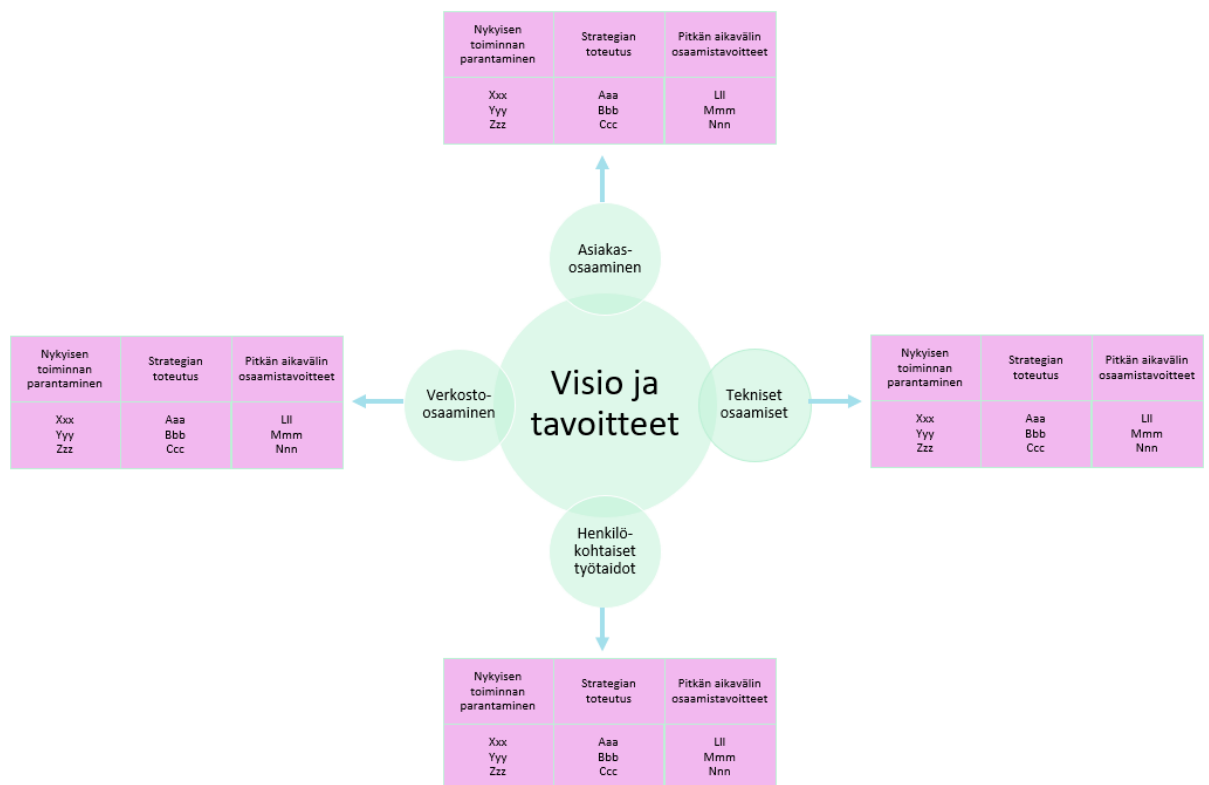 Nykyisen
toiminnan
parantaminen
Strategian
toteutus
Pitkän aikavälin
osaamistavoitteet
Xxx
Yyy
Zzz
Aaa
Bbb
Ccc
Lll
Mmm
Nnn
Asiakas-
osaaminen
Nykyisen
toiminnan
parantaminen
Strategian
toteutus
Pitkän aikavälin
osaamistavoitteet
Xxx
Yyy
Zzz
Aaa
Bbb
Ccc
Lll
Mmm
Nnn
Verkosto-
osaaminen
Visio ja
tavoitteet
Tekniset
osaamiset
Nykyisen
toiminnan
parantaminen
Strategian
toteutus
Pitkän aikavälin
osaamistavoitteet
Xxx
Yyy
Zzz
Aaa
Bbb
Ccc
Lll
Mmm
Nnn
Henkilö-
kohtaiset
työtaidot
Nykyisen
toiminnan
parantaminen
Strategian
toteutus
Pitkän aikavälin
osaamistavoitteet
Xxx
Yyy
Zzz
Aaa
Bbb
Ccc
Lll
Mmm
Nnn